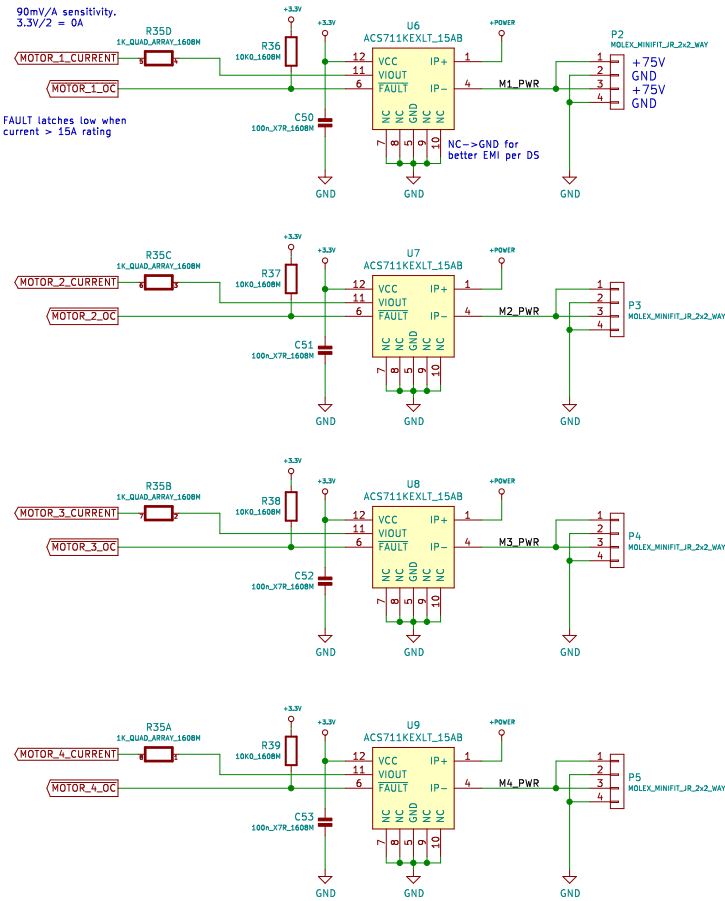 90mV/A sensitivity.
3.3V/2 = 0A
R35D
1K_QUAD_ARRAY_1608M
5 4
MOTOR_1_CURRENT
MOTOR_1_OC
FAULT latches low when
current > 15A rating
+3.3V
R36
10K0_1608M
+3.3V
C50
100n_X7R_1608M
GND
U6
ACS711KEXLT_15AB
12 VCC IP+ 1
11 VIOUT
6 FAULT IP- 4
NC NC GND NC NC
7 8 5 9 10
GND
+POWER
M1_PWR
NC->GND for
better EMI per DS
GND
P2
MOLEX_MINIFIT_JR_2x2_WAY
1 +75V
2 GND
3 +75V
4 GND
R35C
1K_QUAD_ARRAY_1608M
6 3
MOTOR_2_CURRENT
MOTOR_2_OC
+3.3V
R37
10K0_1608M
+3.3V
C51
100n_X7R_1608M
GND
U7
ACS711KEXLT_15AB
12 VCC IP+ 1
11 VIOUT
6 FAULT IP- 4
NC NC GND NC NC
7 8 5 9 10
GND
+POWER
M2_PWR
GND
1
2
3
4
P3
MOLEX_MINIFIT_JR_2x2_WAY
R35B
1K_QUAD_ARRAY_1608M
7 2
MOTOR_3_CURRENT
MOTOR_3_OC
+3.3V
R38
10K0_1608M
+3.3V
C52
100n_X7R_1608M
GND
U8
ACS711KEXLT_15AB
12 VCC IP+ 1
11 VIOUT
6 FAULT IP- 4
NC NC GND NC NC
7 8 5 9 10
GND
+POWER
M3_PWR
GND
1
2
3
4
P4
MOLEX_MINIFIT_JR_2x2_WAY
R35A
1K_QUAD_ARRAY_1608M
8 1
MOTOR_4_CURRENT
MOTOR_4_OC
+3.3V
R39
10K0_1608M
+3.3V
C53
100n_X7R_1608M
GND
U9
ACS711KEXLT_15AB
12 VCC IP+ 1
11 VIOUT
6 FAULT IP- 4
NC NC GND NC NC
7 8 5 9 10
GND
+POWER
M4_PWR
GND
1
2
3
4
P5
MOLEX_MINIFIT_JR_2x2_WAY